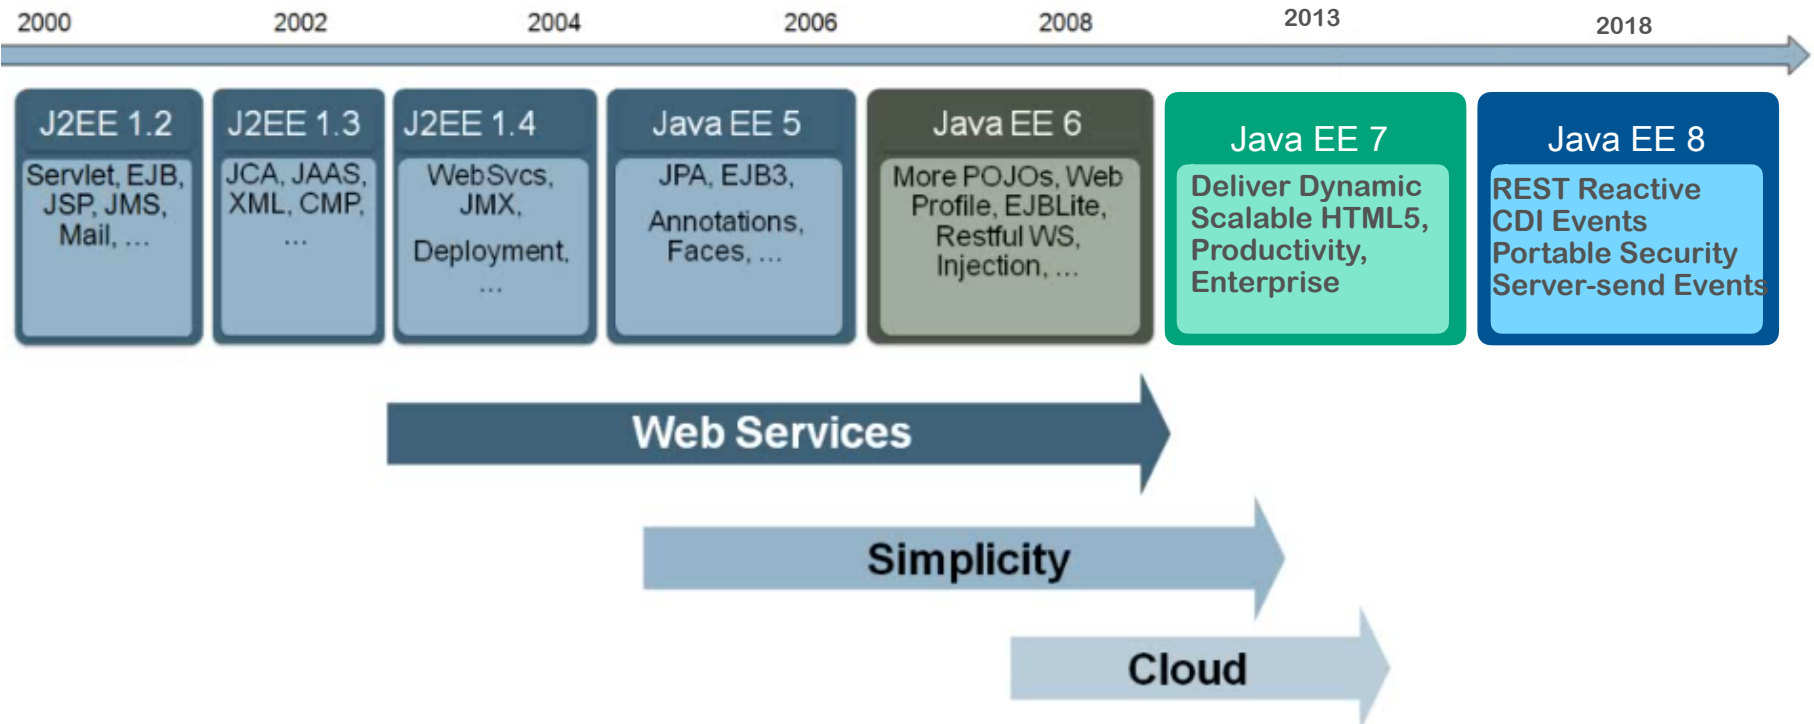 2000 2002 2004 2006 2008 2013 2018
J2EE 1.2
Servlet, EJB,
JSP, JMS,
Mail, ...
J2EE 1.3
JCA, JAAS,
XML, CMP,
...
J2EE 1.4
WebSvcs,
JMX,
Deployment,
...
Java EE 5
JPA, EJB3,
Annotations,
Faces, ...
Java EE 6
More POJOs, Web
Profile, EJBLite,
Restful WS,
Injection, ...
Java EE 7
Deliver Dynamic
Scalable HTML5,
Productivity,
Enterprise
Java EE 8
REST Reactive
CDI Events
Portable Security
Server-send Events
Web Services
Simplicity
Cloud